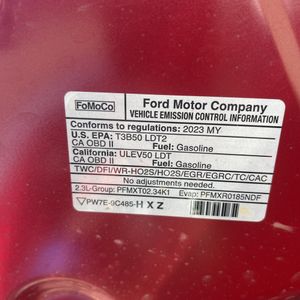 FoMoCo
Ford Motor Company
VEHICLE EMISSION CONTROL INFORMATION
Conforms to regulations: 2023 MY
U.S. EPA: T3B50 LDT2
CA OBD II Fuel: Gasoline
California: ULEV50 LDT
CA OBD II Fuel: Gasoline
TWC/DFI/WR-HO2S/HO2S/EGR/EGRC/TC/CAC
No adjustments needed.
2.3L-Group: PFMXT02.34K1 Evap: PFMXR0185NDF
PW7E-9C485-H X Z